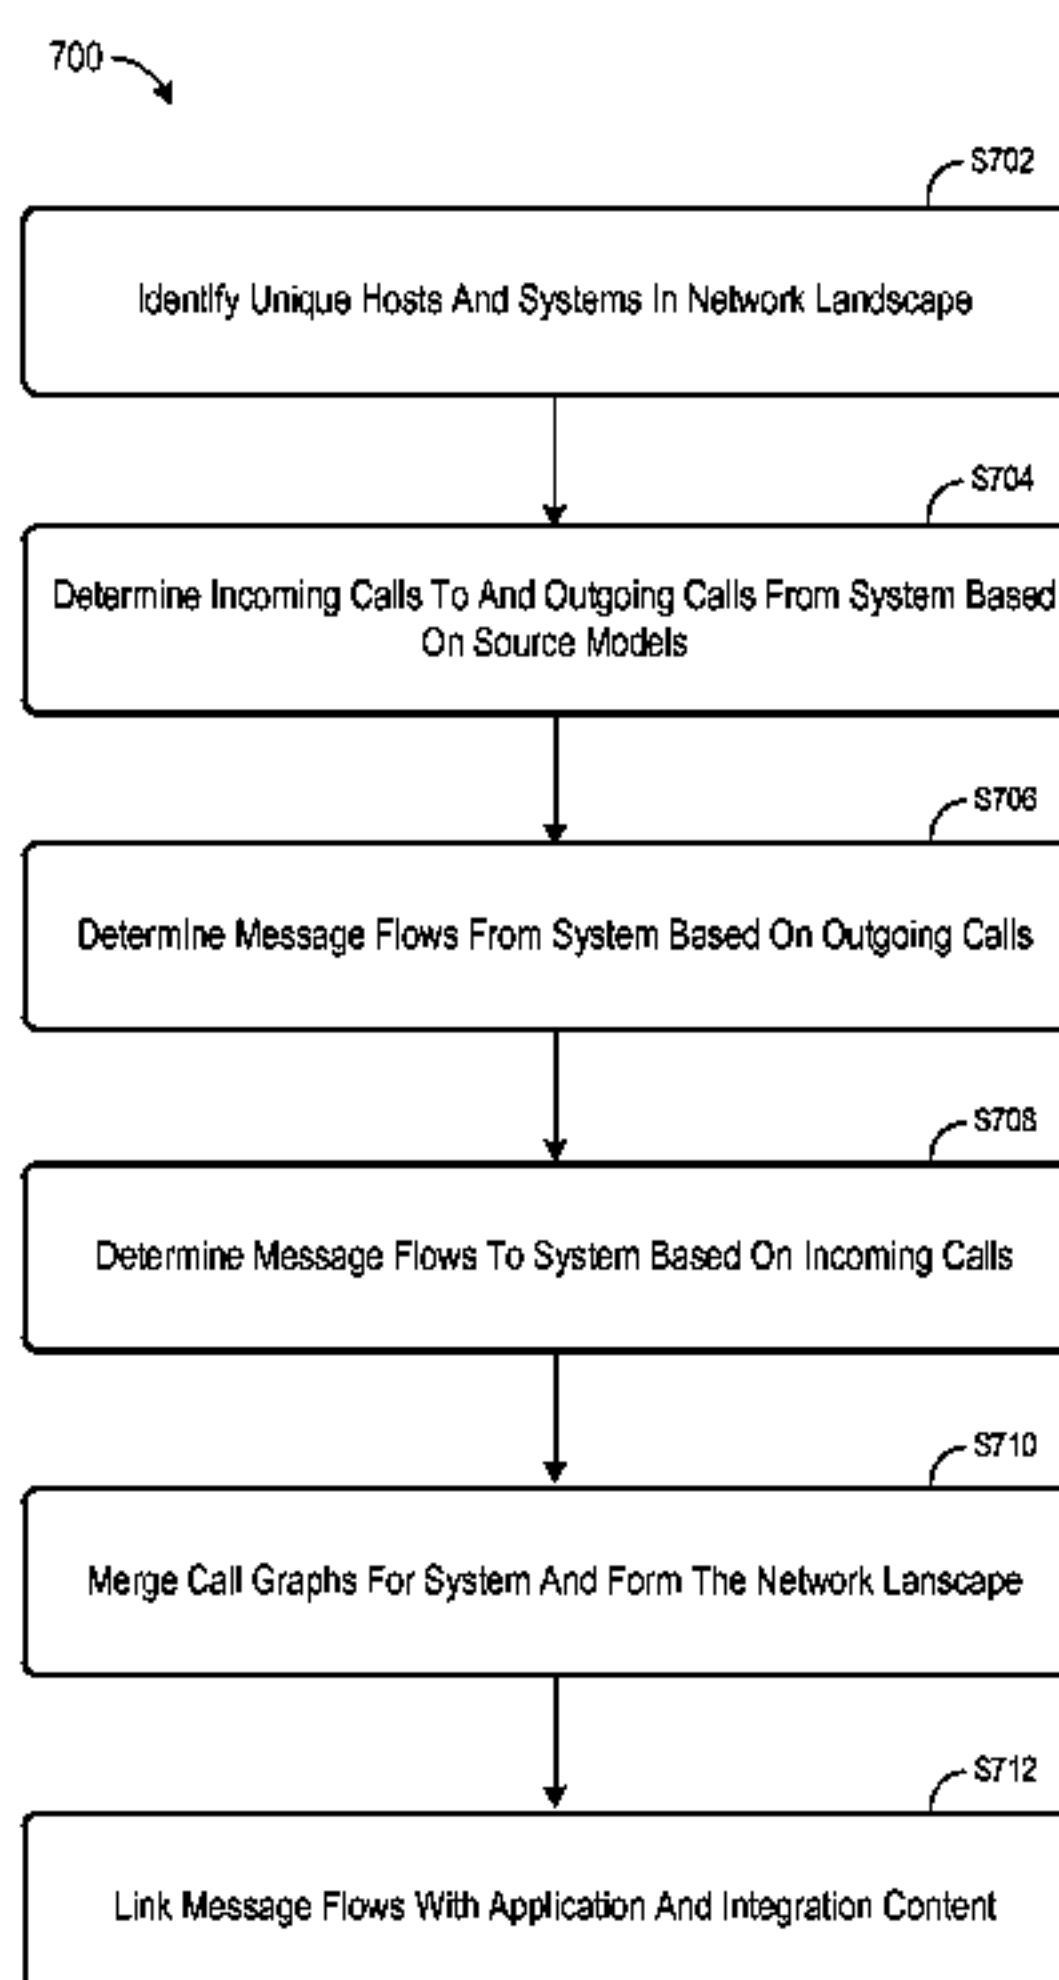 700
S702
Identify Unique Hosts And Systems In Network Landscape
S704
Determine Incoming Calls To And Outgoing Calls From System Based
On Source Models
S706
Determine Message Flows From System Based On Outgoing Calls
S708
Determine Message Flows To System Based On Incoming Calls
S710
Merge Call Graphs For System And Form The Network Lanscape
S712
Link Message Flows With Application And Integration Content